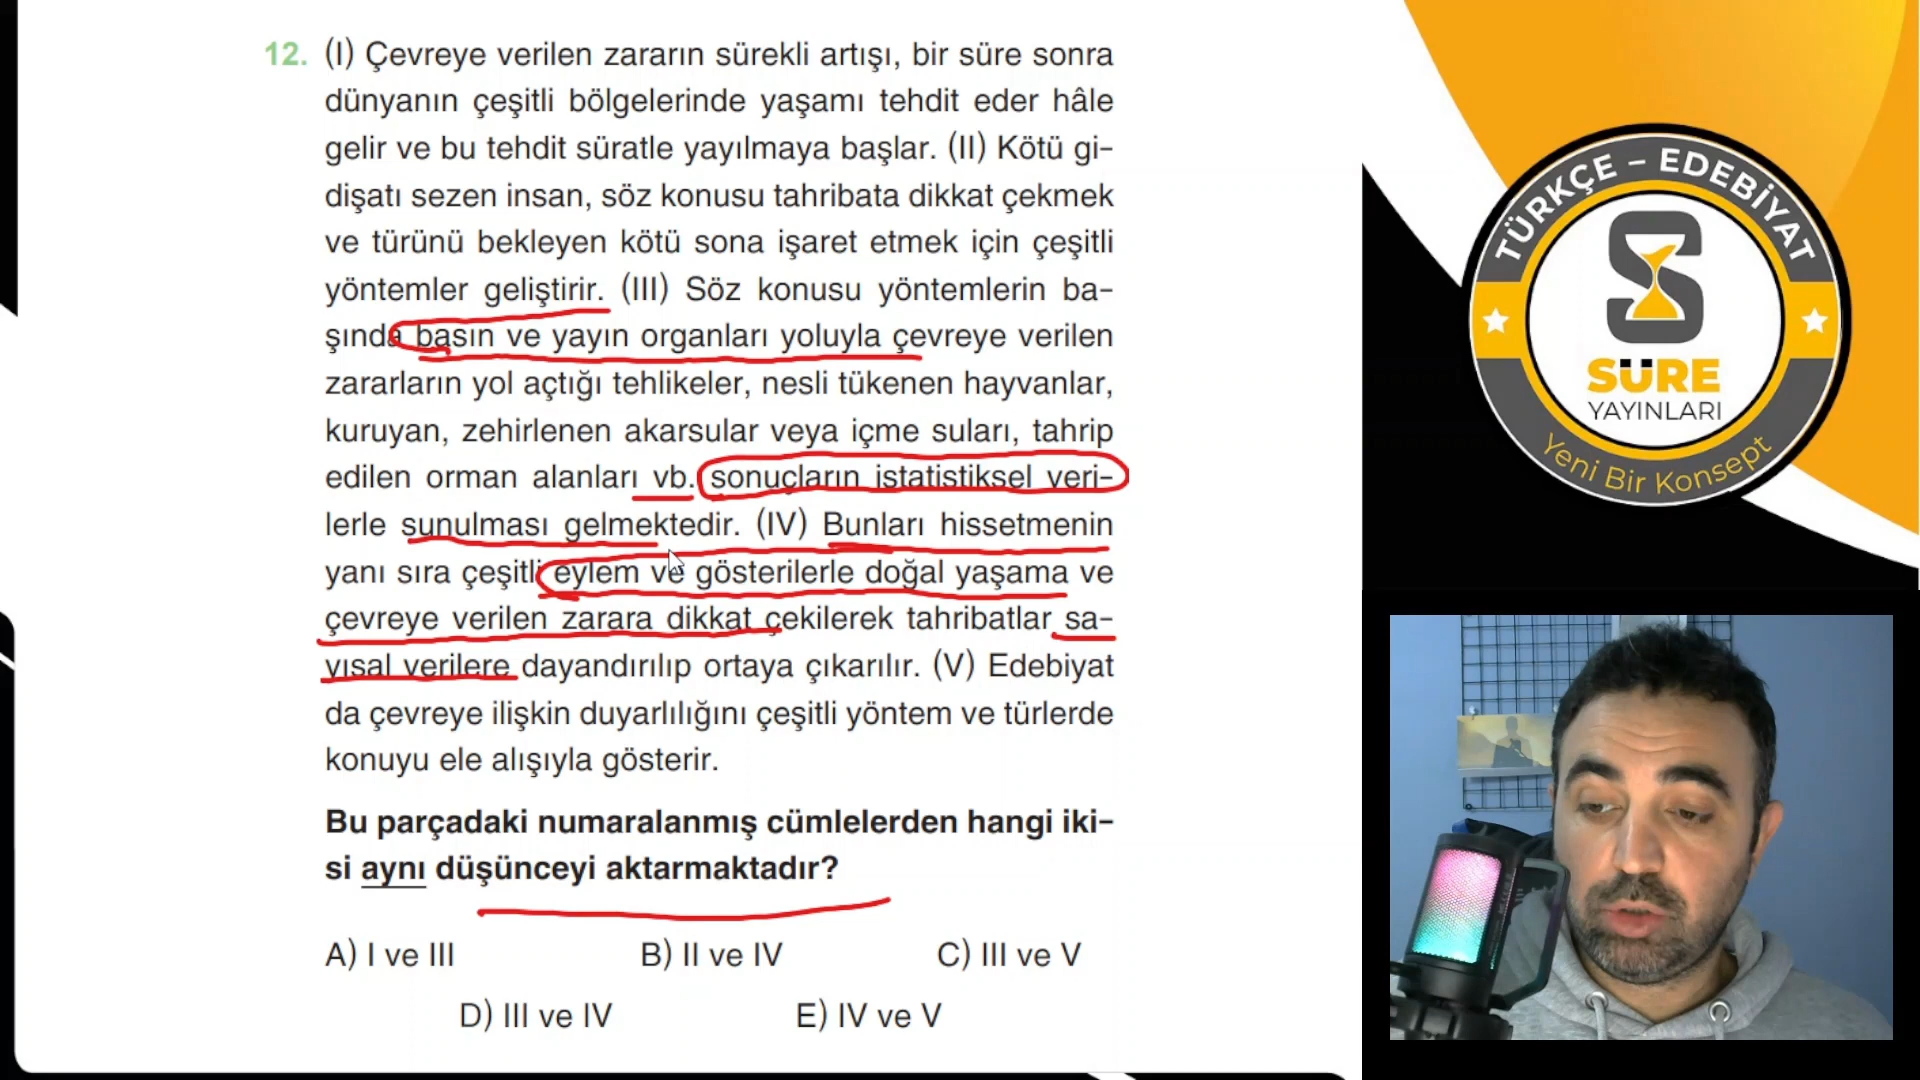 12. (I) Çevreye verilen zararın sürekli artışı, bir süre sonra
dünyanın çeşitli bölgelerinde yaşamı tehdit eder hâle
gelir ve bu tehdit süratle yayılmaya başlar. (II) Kötü gi-
dişatı sezen insan, söz konusu tahribata dikkat çekmek
ve türünü bekleyen kötü sona işaret etmek için çeşitli
yöntemler geliştirir. (III) Söz konusu yöntemlerin ba-
şında basın ve yayın organları yoluyla çevreye verilen
zararların yol açtığı tehlikeler, nesli tükenen hayvanlar,
kuruyan, zehirlenen akarsular veya içme suları, tahrip
edilen orman alanları vb. sonuçların istatistiksel veri-
lerle sunulması gelmektedir. (IV) Bunları hissetmenin
yanı sıra çeşitli eylem ve gösterilerle doğal yaşama ve
çevreye verilen zarara dikkat çekilerek tahribatlar sa-
yısal verilere dayandırılıp ortaya çıkarılır. (V) Edebiyat
da çevreye ilişkin duyarlılığını çeşitli yöntem ve türlerde
konuyu ele alışıyla gösterir.
Bu parçadaki numaralanmış cümlelerden hangi iki-
si aynı düşünceyi aktarmaktadır?
A) I ve III
B) II ve IV
C) III ve V
D) III ve IV
E) IV ve V
TÜRKÇE – EDEBİYAT
SÜRE
YAYINLARI
Yeni Bir Konsept